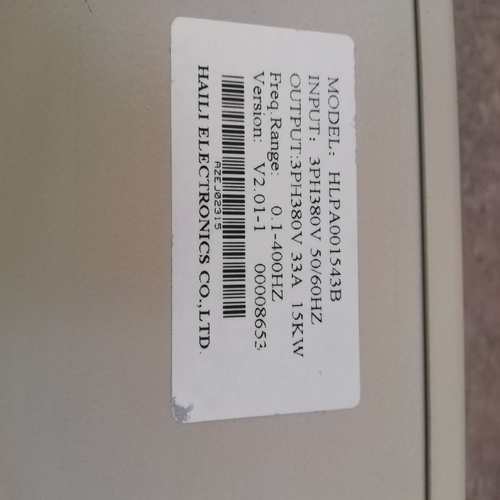 MODEL: HLPA001543B
INPUT: 3PH380V 50/60HZ
OUTPUT:3PH380V 33A 15KW
Freq.Range: 0.1-400HZ
Version: V2.01-1 00008653
AZEJ02315
HAILI ELECTRONICS CO.,LTD.